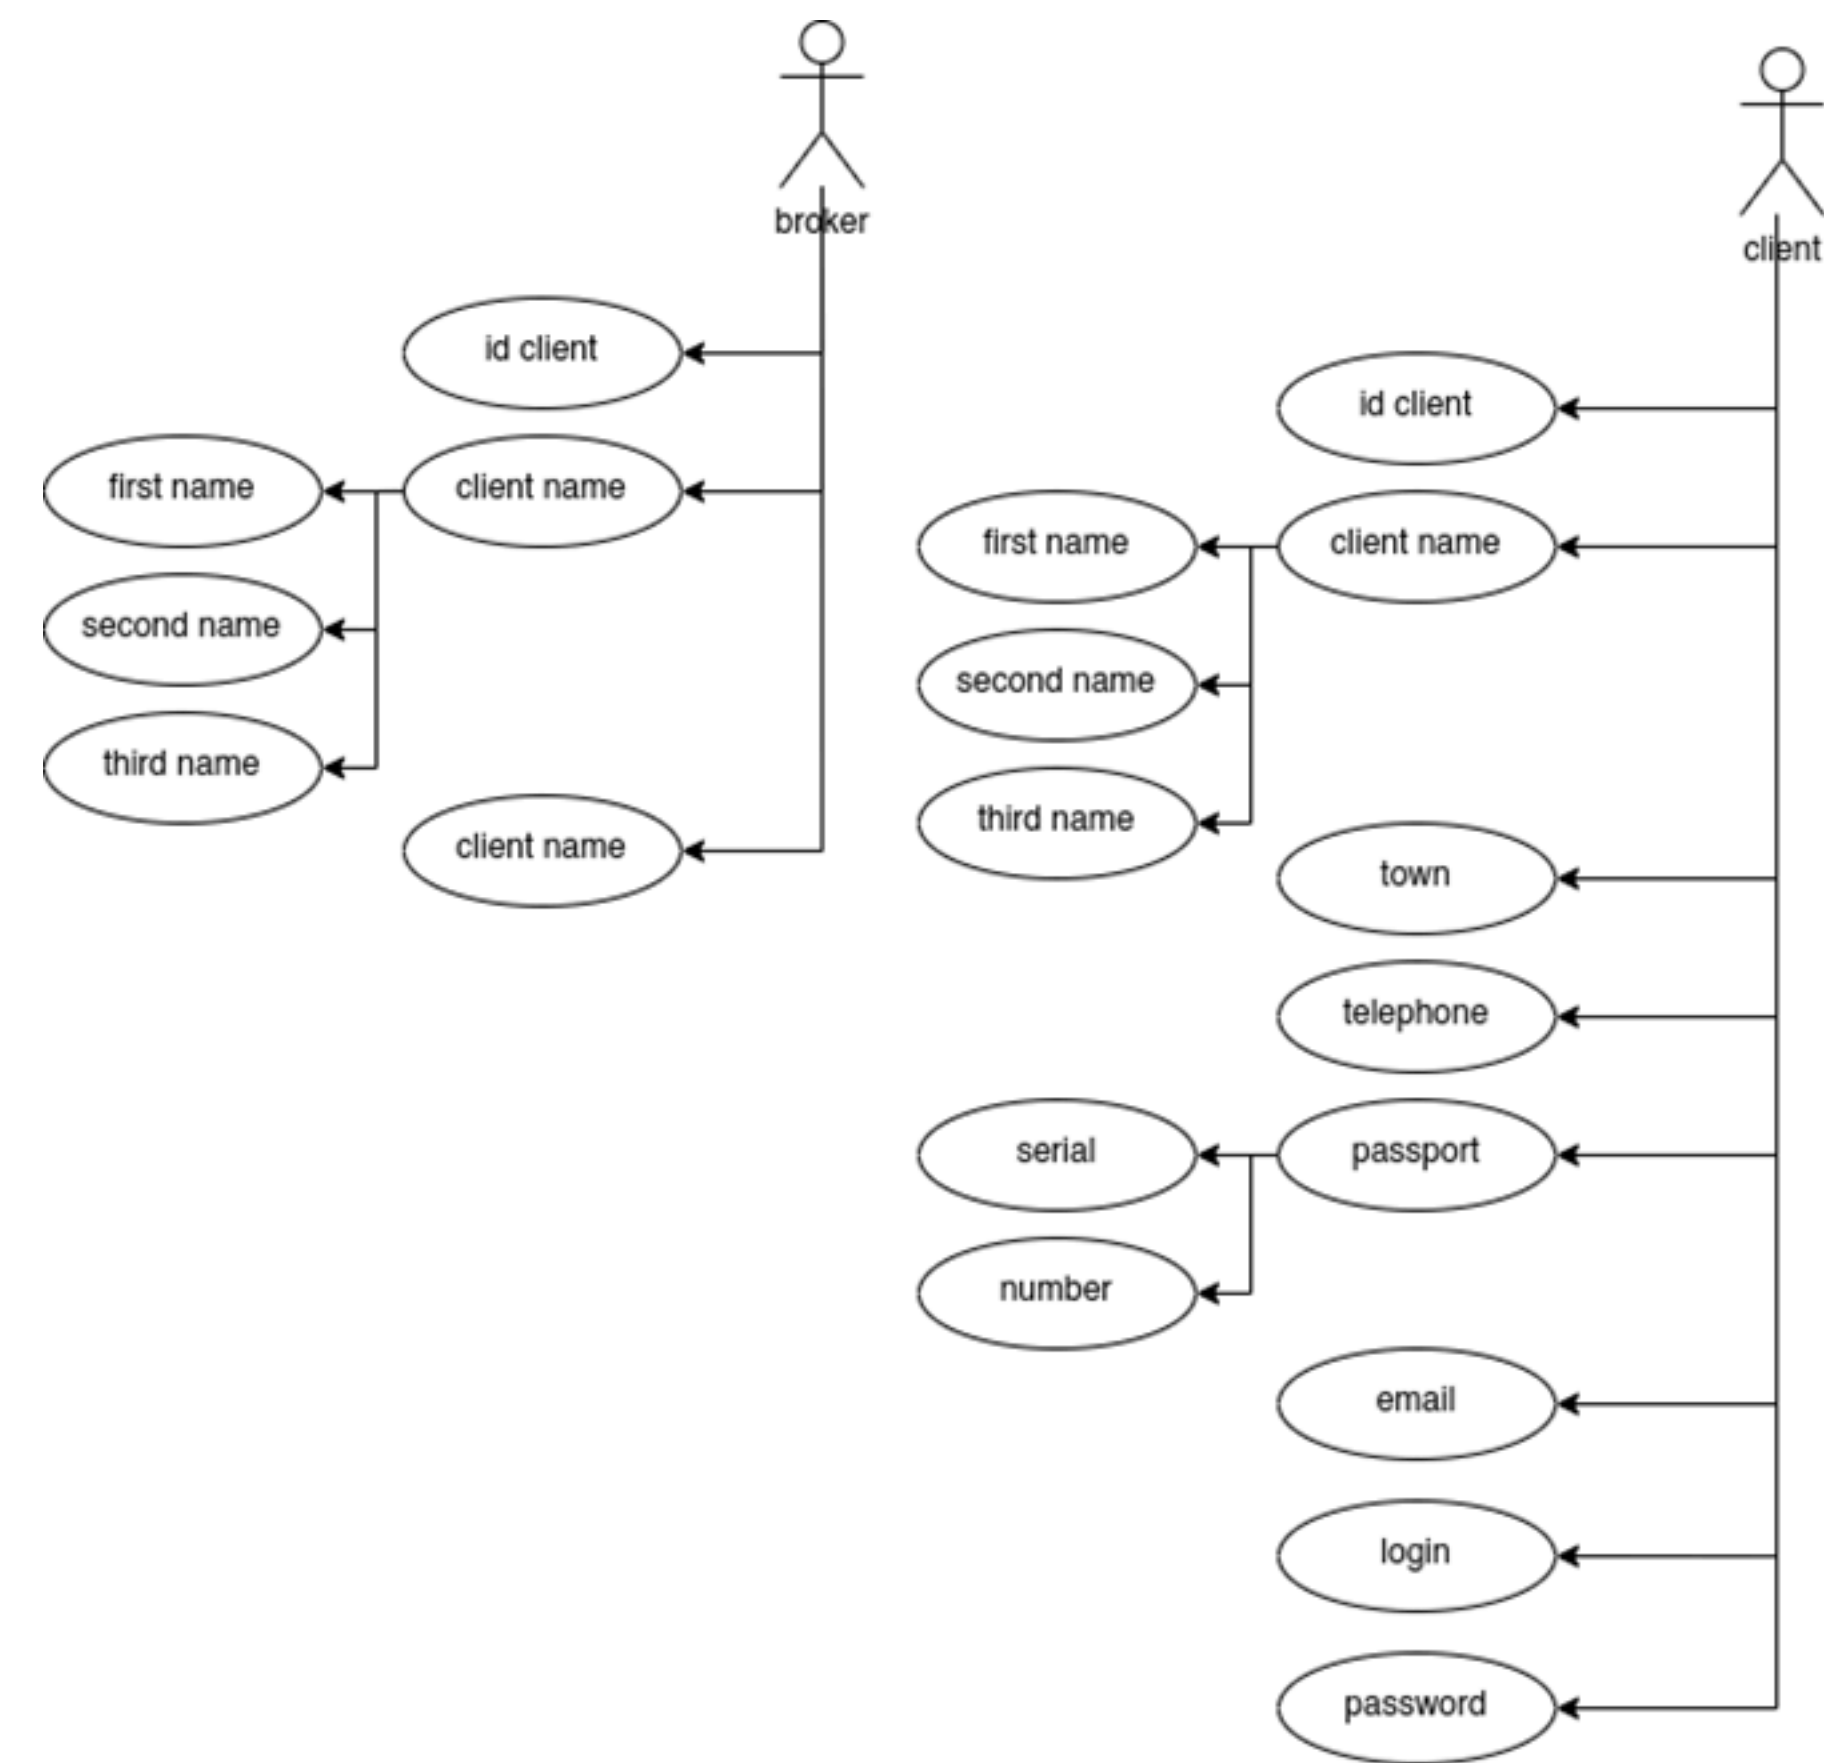 broker
id client
client name
first name
second name
third name
client name
client
id client
client name
first name
second name
third name
town
telephone
passport
serial
number
email
login
password